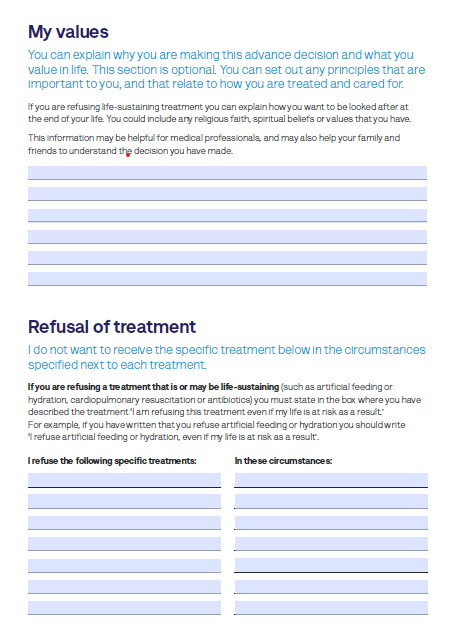 My values
You can explain why you are making this advance decision and what you
value in life. This section is optional. You can set out any principles that are
important to you, and that relate to how you are treated and cared for.
If you are refusing life-sustaining treatment you can explain how you want to be looked after at
the end of your life. You could include any religious faith, spiritual beliefs or values that you have.
This information may be helpful for medical professionals, and may also help your family and
friends to understand the decision you have made.
Refusal of treatment
I do not want to receive the specific treatment below in the circumstances
specified next to each treatment.
If you are refusing a treatment that is or may be life-sustaining (such as artificial feeding or
hydration, cardiopulmonary resuscitation or antibiotics) you must state in the box where you have
described the treatment 'I am refusing this treatment even if my life is at risk as a result.'
For example, if you have written that you refuse artificial feeding or hydration you should write
'I refuse artificial feeding or hydration, even if my life is at risk as a result'.
I refuse the following specific treatments: In these circumstances: